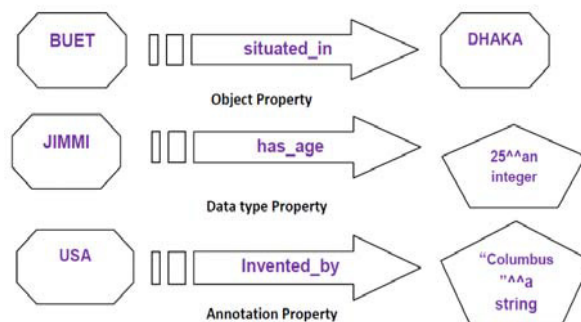 BUET
situated_in
DHAKA
Object Property
JIMMI
has_age
25^^an
integer
Data type Property
USA
Invented_by
“Columbus
”^^a
string
Annotation Property